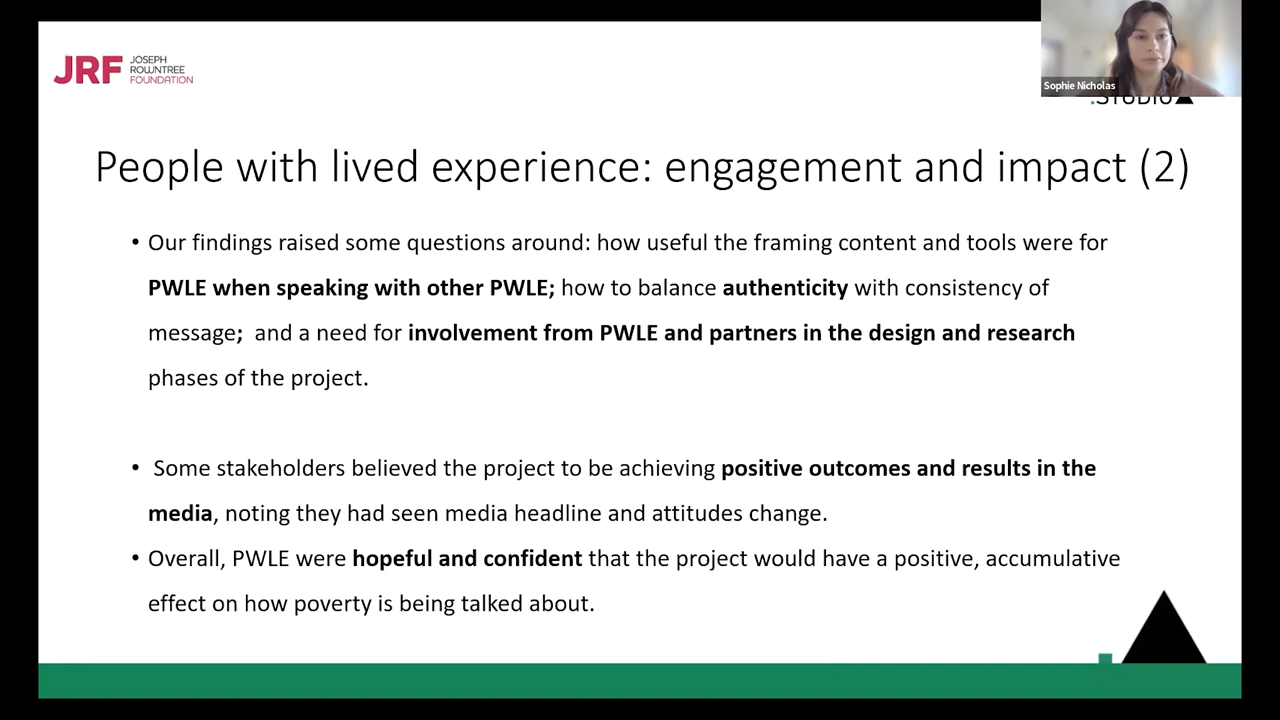 JRF JOSEPH
ROWNTREE
FOUNDATION
Sophie Nicholas
.STUDIO
People with lived experience: engagement and impact (2)
• Our findings raised some questions around: how useful the framing content and tools were for
PWLE when speaking with other PWLE; how to balance authenticity with consistency of
message;  and a need for involvement from PWLE and partners in the design and research
phases of the project.
• Some stakeholders believed the project to be achieving positive outcomes and results in the
media, noting they had seen media headline and attitudes change.
• Overall, PWLE were hopeful and confident that the project would have a positive, accumulative
effect on how poverty is being talked about.